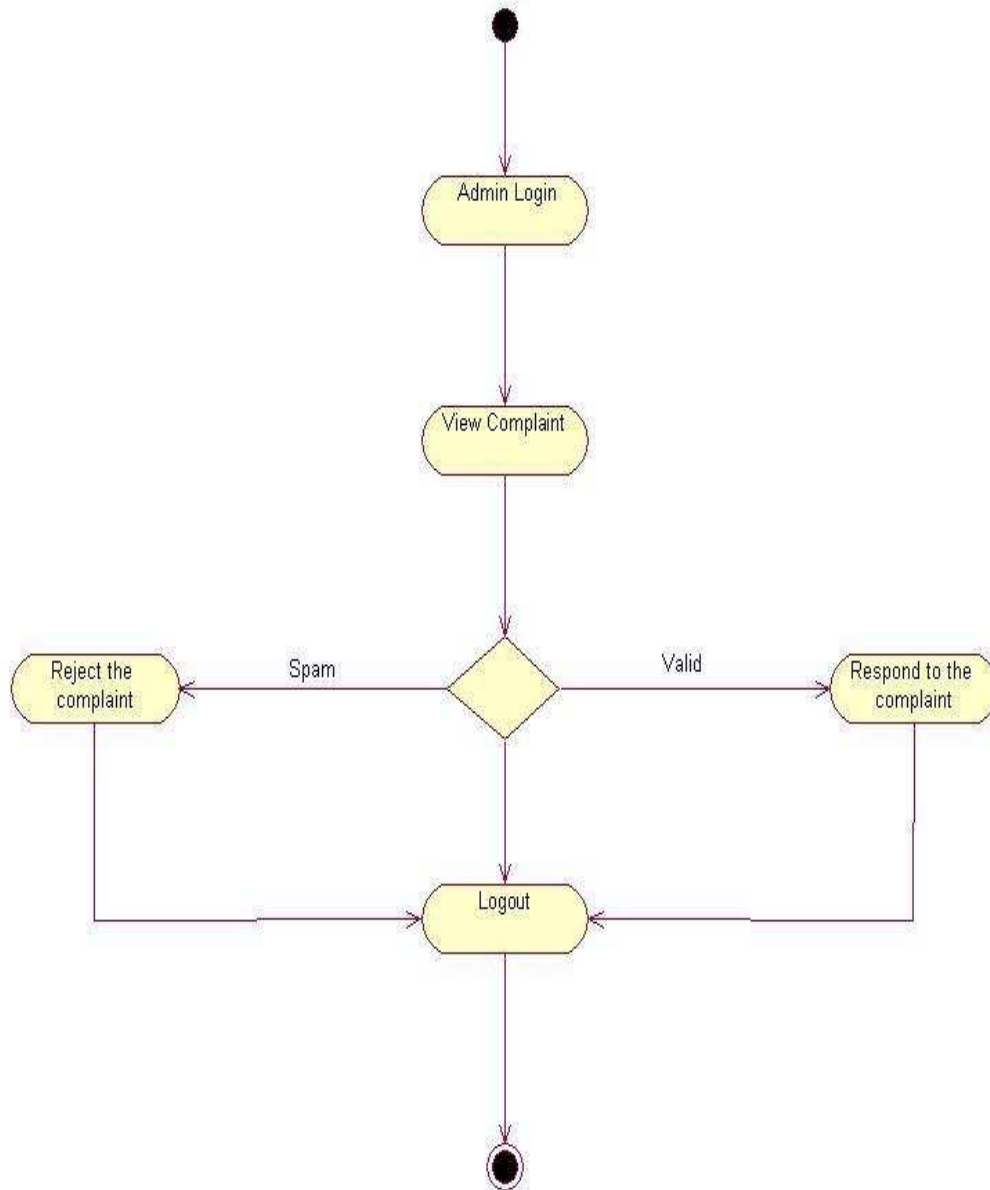 Admin Login
View Complaint
Reject the
complaint
Spam
Valid
Respond to the
complaint
Logout